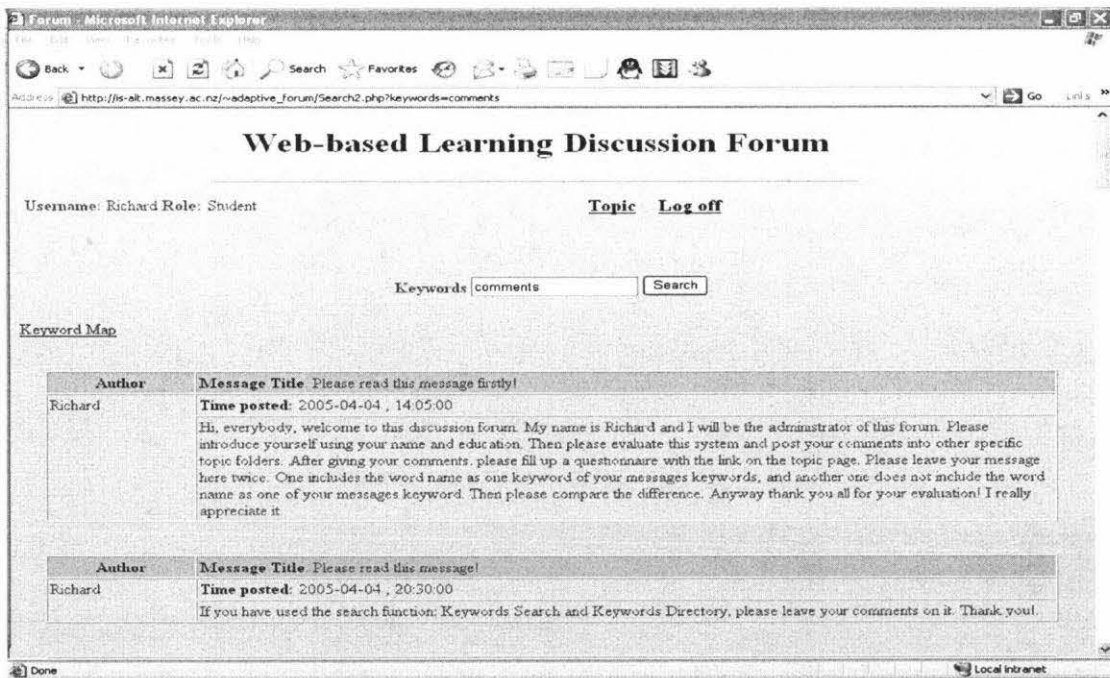 Forum - Microsoft Internet Explorer
File Edit View Favorites Tools Help
Back Search Favorites
Address http://is-alt.massey.ac.nz/~adaptive_forum/Search2.php?keywords=comments Go Links »
Web-based Learning Discussion Forum
Username: Richard Role: Student Topic Log off
Keywords comments Search
Keyword Map
Author Message Title. Please read this message firstly!
Richard Time posted: 2005-04-04 , 14:05:00
Hi, everybody, welcome to this discussion forum. My name is Richard and I will be the administrator of this forum. Please
introduce yourself using your name and education. Then please evaluate this system and post your comments into other specific
topic folders. After giving your comments, please fill up a questionnaire with the link on the topic page. Please leave your message
here twice. One includes the word name as one keyword of your messages keywords, and another one does not include the word
name as one of your messages keyword. Then please compare the difference. Anyway thank you all for your evaluation! I really
appreciate it
Author Message Title. Please read this message!
Richard Time posted: 2005-04-04 , 20:30:00
If you have used the search function: Keywords Search and Keywords Directory, please leave your comments on it. Thank you!.
Done Local intranet